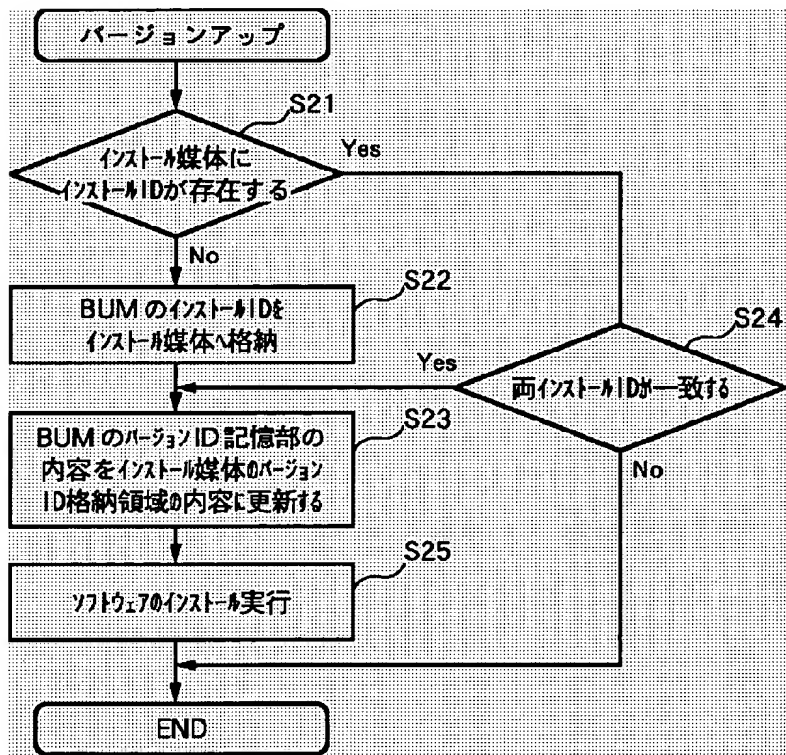 バージョンアップ
S21
インストール媒体に
インストールIDが存在する
Yes
No
S22
BUMのインストールIDを
インストール媒体へ格納
S24
両インストールIDが一致する
Yes
No
S23
BUMのバージョンID記憶部の
内容をインストール媒体のバージョン
ID格納領域の内容に更新する
S25
ソフトウェアのインストール実行
END